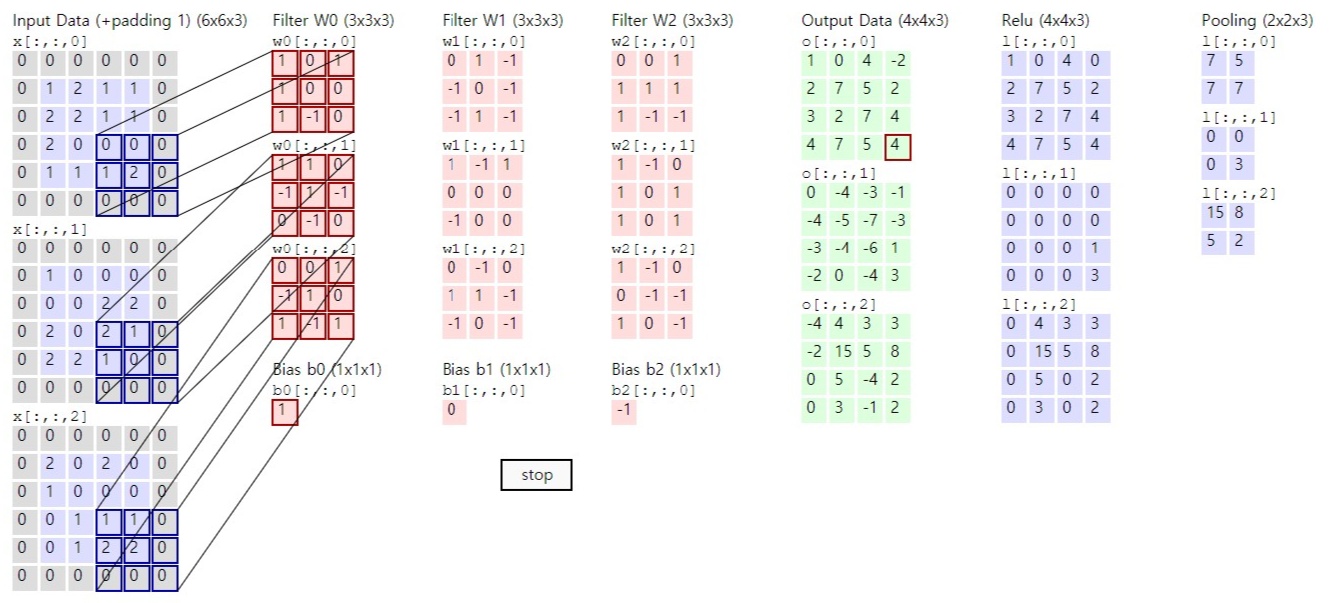 Input Data (+padding 1) (6x6x3)
x[:,:,0]
0 0 0 0 0 0
0 1 2 1 1 0
0 2 2 1 1 0
0 2 0 0 0 0
0 1 1 1 2 0
0 0 0 0 0 0
x[:,:,1]
0 0 0 0 0 0
0 1 0 0 0 0
0 0 0 2 2 0
0 2 0 2 1 0
0 2 2 1 0 0
0 0 0 0 0 0
x[:,:,2]
0 0 0 0 0 0
0 2 0 2 0 0
0 1 0 0 0 0
0 0 1 1 1 0
0 0 1 2 2 0
0 0 0 0 0 0
Filter W0 (3x3x3)
w0[:,:,0]
1 0 1
1 0 0
1 -1 0
w0[:,:,1]
1 1 0
-1 1 -1
0 -1 0
w0[:,:,2]
0 0 1
-1 1 0
1 -1 1
Bias b0 (1x1x1)
b0[:,:,0]
1
Filter W1 (3x3x3)
w1[:,:,0]
0 1 -1
-1 0 -1
-1 1 -1
w1[:,:,1]
1 -1 1
0 0 0
-1 0 0
w1[:,:,2]
0 -1 0
1 1 -1
-1 0 -1
Bias b1 (1x1x1)
b1[:,:,0]
0
Filter W2 (3x3x3)
w2[:,:,0]
0 0 1
1 1 1
-1 -1 -1
w2[:,:,1]
1 -1 0
1 0 1
1 0 1
w2[:,:,2]
1 -1 0
0 -1 -1
1 0 -1
Bias b2 (1x1x1)
b2[:,:,0]
-1
stop
Output Data (4x4x3)
o[:,:,0]
1 0 4 -2
2 7 5 2
3 2 7 4
4 7 5 4
o[:,:,1]
0 -4 -3 -1
-4 -5 -7 -3
-3 -4 -6 1
-2 0 -4 3
o[:,:,2]
-4 4 3 3
-2 15 5 8
0 5 -4 2
0 3 -1 2
Relu (4x4x3)
l[:,:,0]
1 0 4 0
2 7 5 2
3 2 7 4
4 7 5 4
l[:,:,1]
0 0 0 0
0 0 0 0
0 0 0 1
0 0 0 3
l[:,:,2]
0 4 3 3
0 15 5 8
0 5 0 2
0 3 0 2
Pooling (2x2x3)
l[:,:,0]
7 5
7 7
l[:,:,1]
0 0
0 3
l[:,:,2]
15 8
5 2